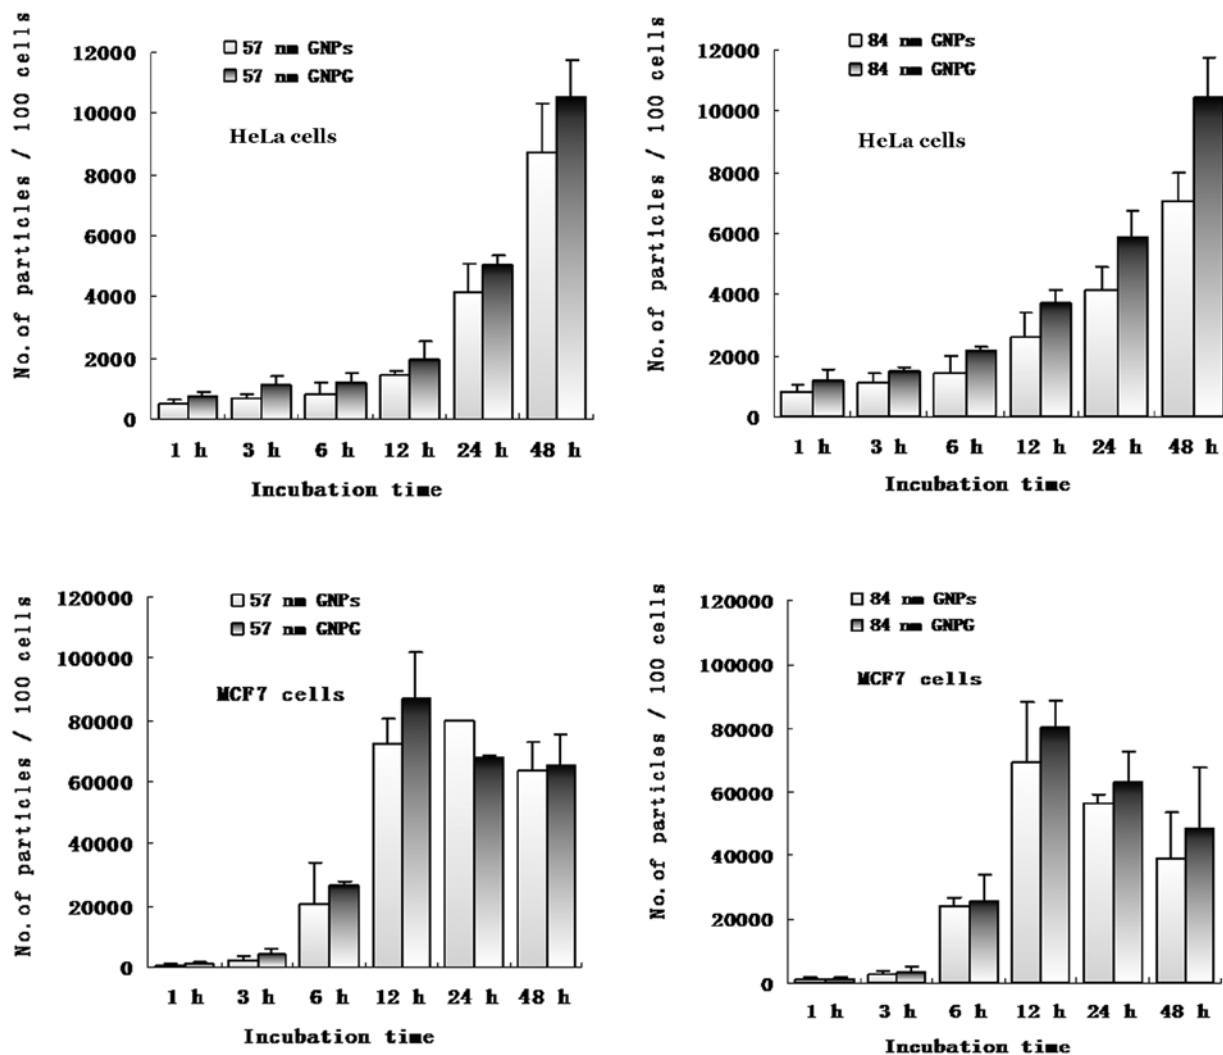 No. of particles / 100 cells
12000
10000
8000
6000
4000
2000
0
57 nm GNPs
57 nm GNPG
HeLa cells
1 h 3 h 6 h 12 h 24 h 48 h
Incubation time
No. of particles / 100 cells
12000
10000
8000
6000
4000
2000
0
84 nm GNPs
84 nm GNPG
HeLa cells
1 h 3 h 6 h 12 h 24 h 48 h
Incubation time
No. of particles / 100 cells
120000
100000
80000
60000
40000
20000
0
57 nm GNPs
57 nm GNPG
MCF7 cells
1 h 3 h 6 h 12 h 24 h 48 h
Incubation time
No. of particles / 100 cells
120000
100000
80000
60000
40000
20000
0
84 nm GNPs
84 nm GNPG
MCF7 cells
1 h 3 h 6 h 12 h 24 h 48 h
Incubation time